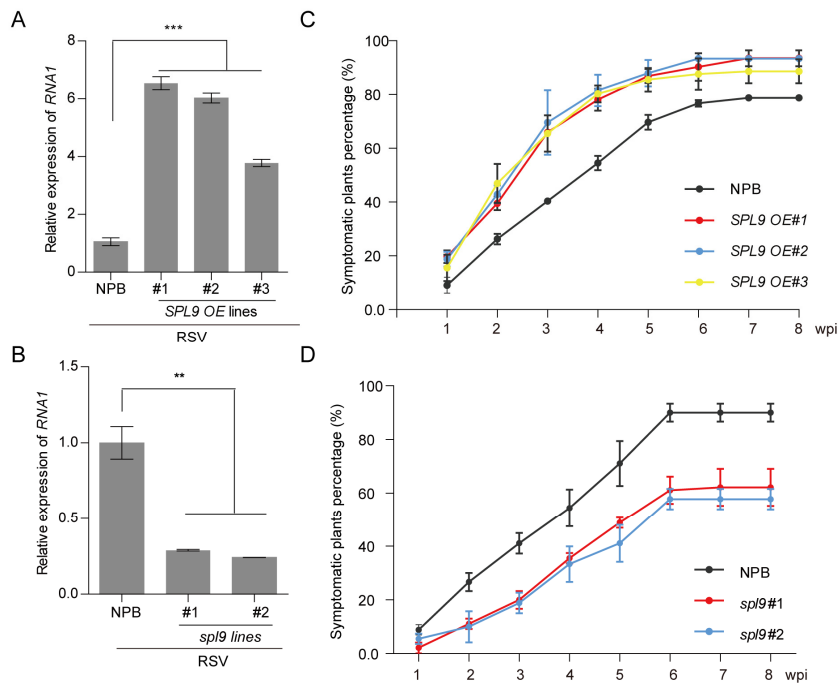 A
Relative expression of RNA1
8
6
4
2
0
***
NPB #1 #2 #3
SPL9 OE lines
RSV
B
Relative expression of RNA1
1.5
1.0
0.5
0.0
**
NPB #1 #2
spl9 lines
RSV
C
Symptomatic plants percentage (%)
100
80
60
40
20
0.0
NPB
SPL9 OE#1
SPL9 OE#2
SPL9 OE#3
1 2 3 4 5 6 7 8 wpi
D
Symptomatic plants percentage (%)
100
80
60
40
20
0.0
NPB
spl9#1
spl9#2
1 2 3 4 5 6 7 8 wpi